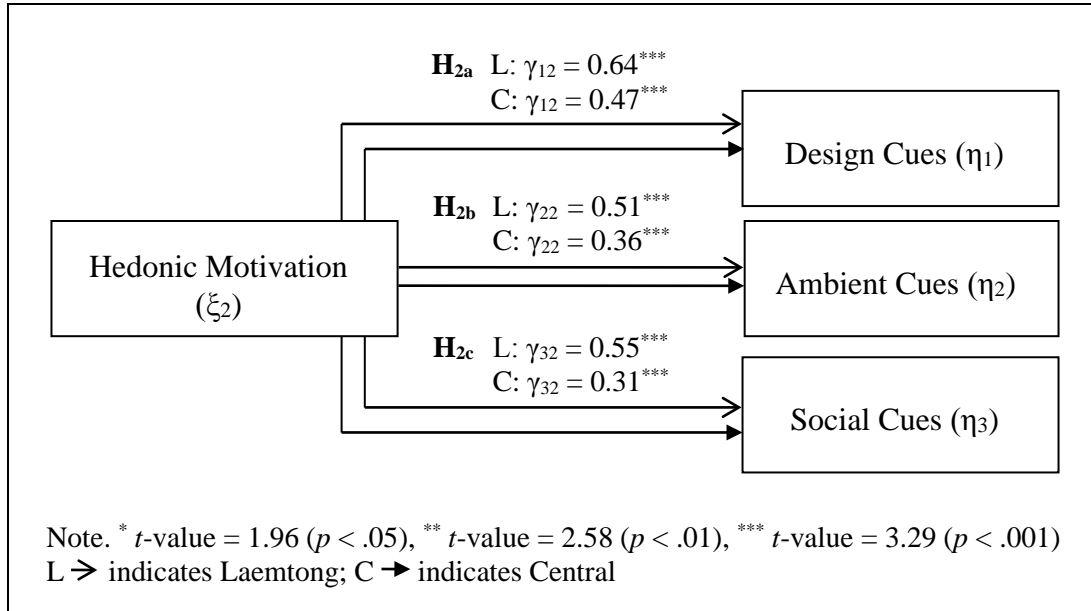 H2a L: γ12 = 0.64***
C: γ12 = 0.47***
Design Cues (η1)
H2b L: γ22 = 0.51***
C: γ22 = 0.36***
Hedonic Motivation
(ξ2)
Ambient Cues (η2)
H2c L: γ32 = 0.55***
C: γ32 = 0.31***
Social Cues (η3)
Note. * t-value = 1.96 (p < .05), ** t-value = 2.58 (p < .01), *** t-value = 3.29 (p < .001)
L → indicates Laemtong; C → indicates Central